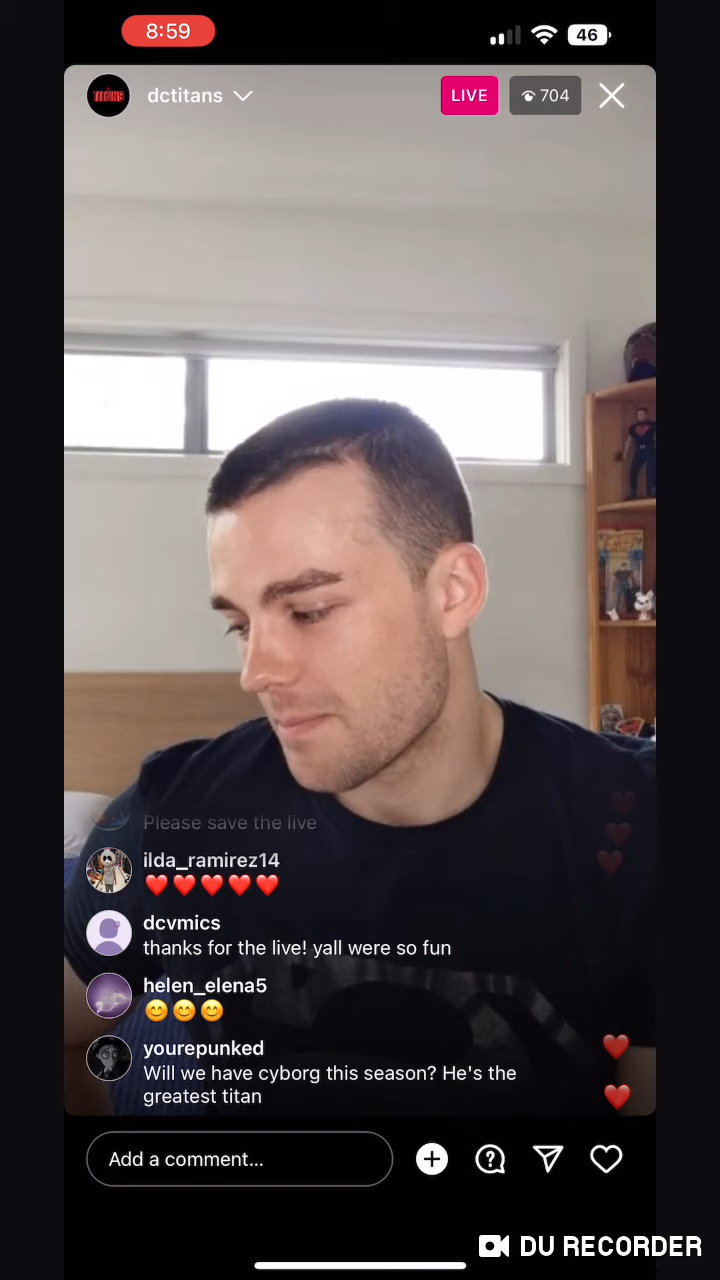 8:59
46
TITANS
dctitans
LIVE
704
Please save the live
ilda_ramirez14
❤️❤️❤️❤️❤️
dcvmics
thanks for the live! yall were so fun
helen_elena5
😊😊😊
yourepunked
Will we have cyborg this season? He's the
greatest titan
Add a comment...
DU RECORDER